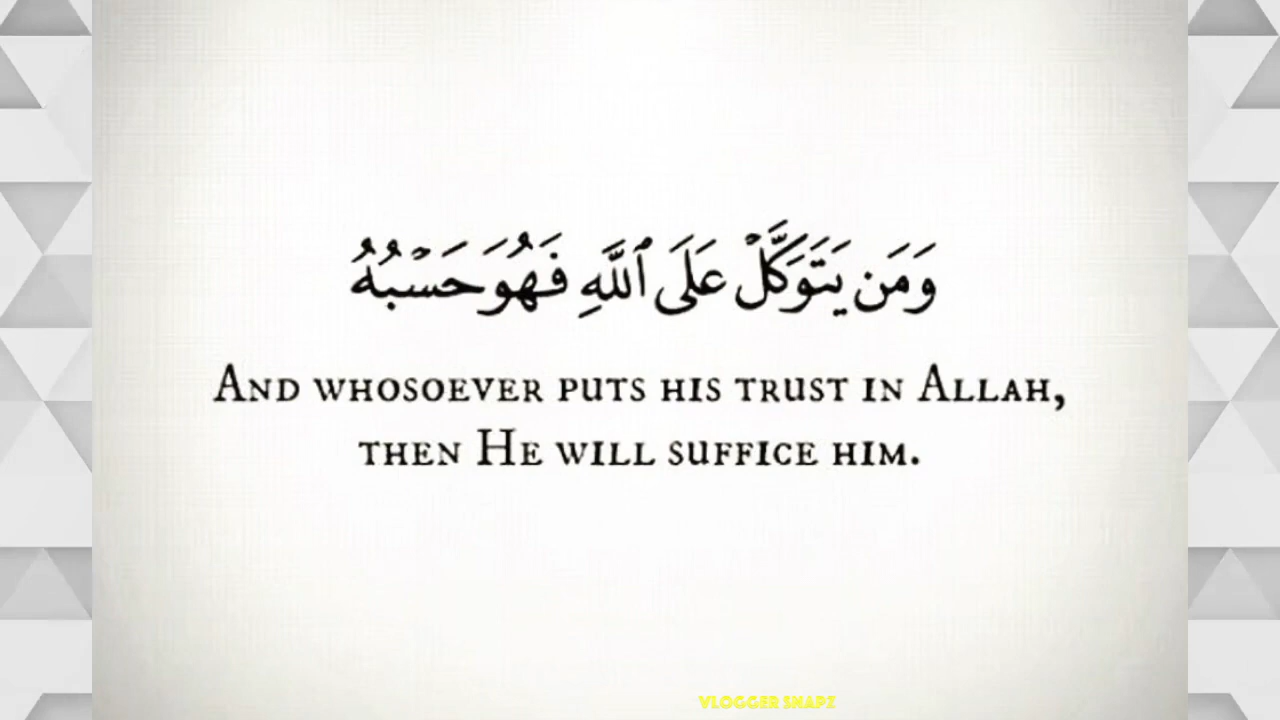 وَمَن يَتَوَكَّلْ عَلَى ٱللَّهِ فَهُوَ حَسْبُهُ
And whosoever puts his trust in Allah,
then He will suffice him.
VLOGGER SNAPZ